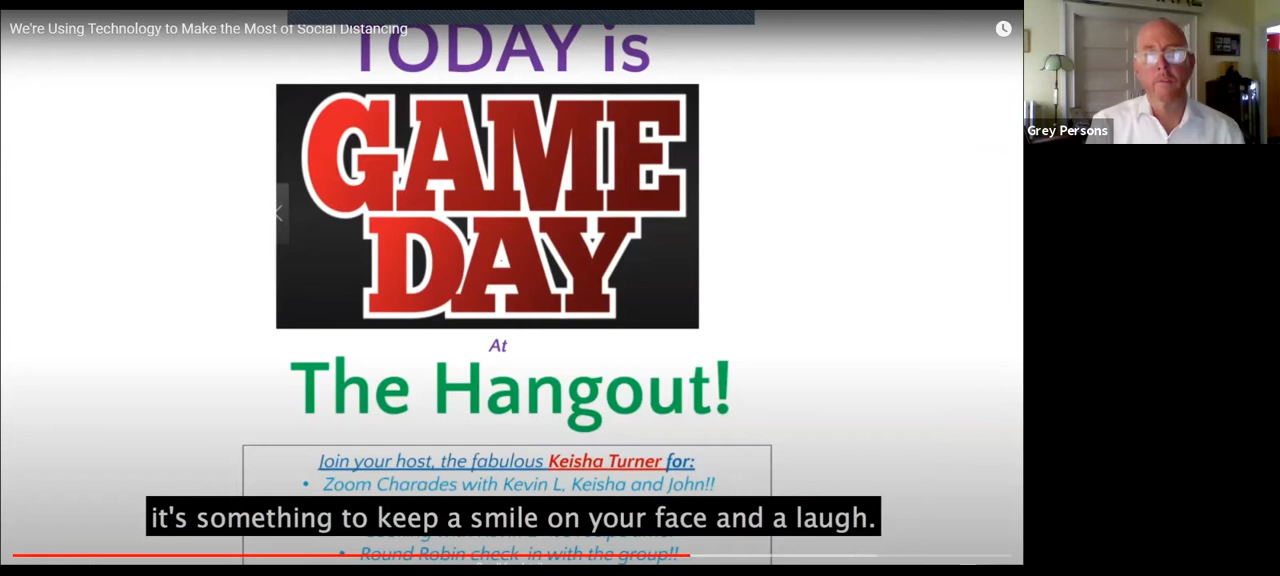 We're Using Technology to Make the Most of Social Distancing
TODAY is
GAME
DAY
At
The Hangout!
Join your host, the fabulous Keisha Turner for:
• Zoom Charades with Kevin L, Keisha and John!!
it's something to keep a smile on your face and a laugh.
• Round Robin check-in with the group!!
Grey Persons